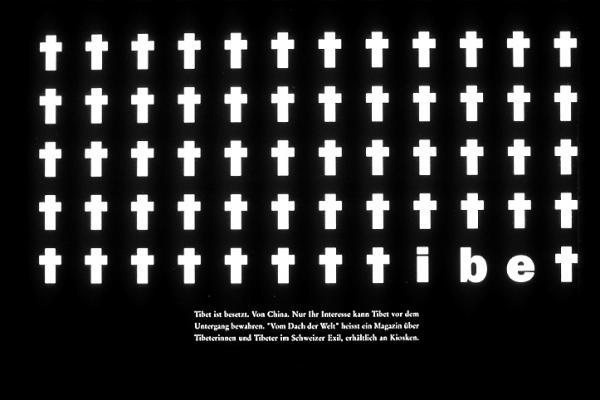 t t t t t t t t t t t t
t t t t t t t t t t t t
t t t t t t t t t t t t
t t t t t t t t t t t t
t t t t t t t t i b e t
Tibet ist besetzt. Von China. Nur Ihr Interesse kann Tibet vor dem
Untergang bewahren. "Vom Dach der Welt" heisst ein Magazin über
Tibeterinnen und Tibeter im Schweizer Exil, erhältlich an Kiosken.